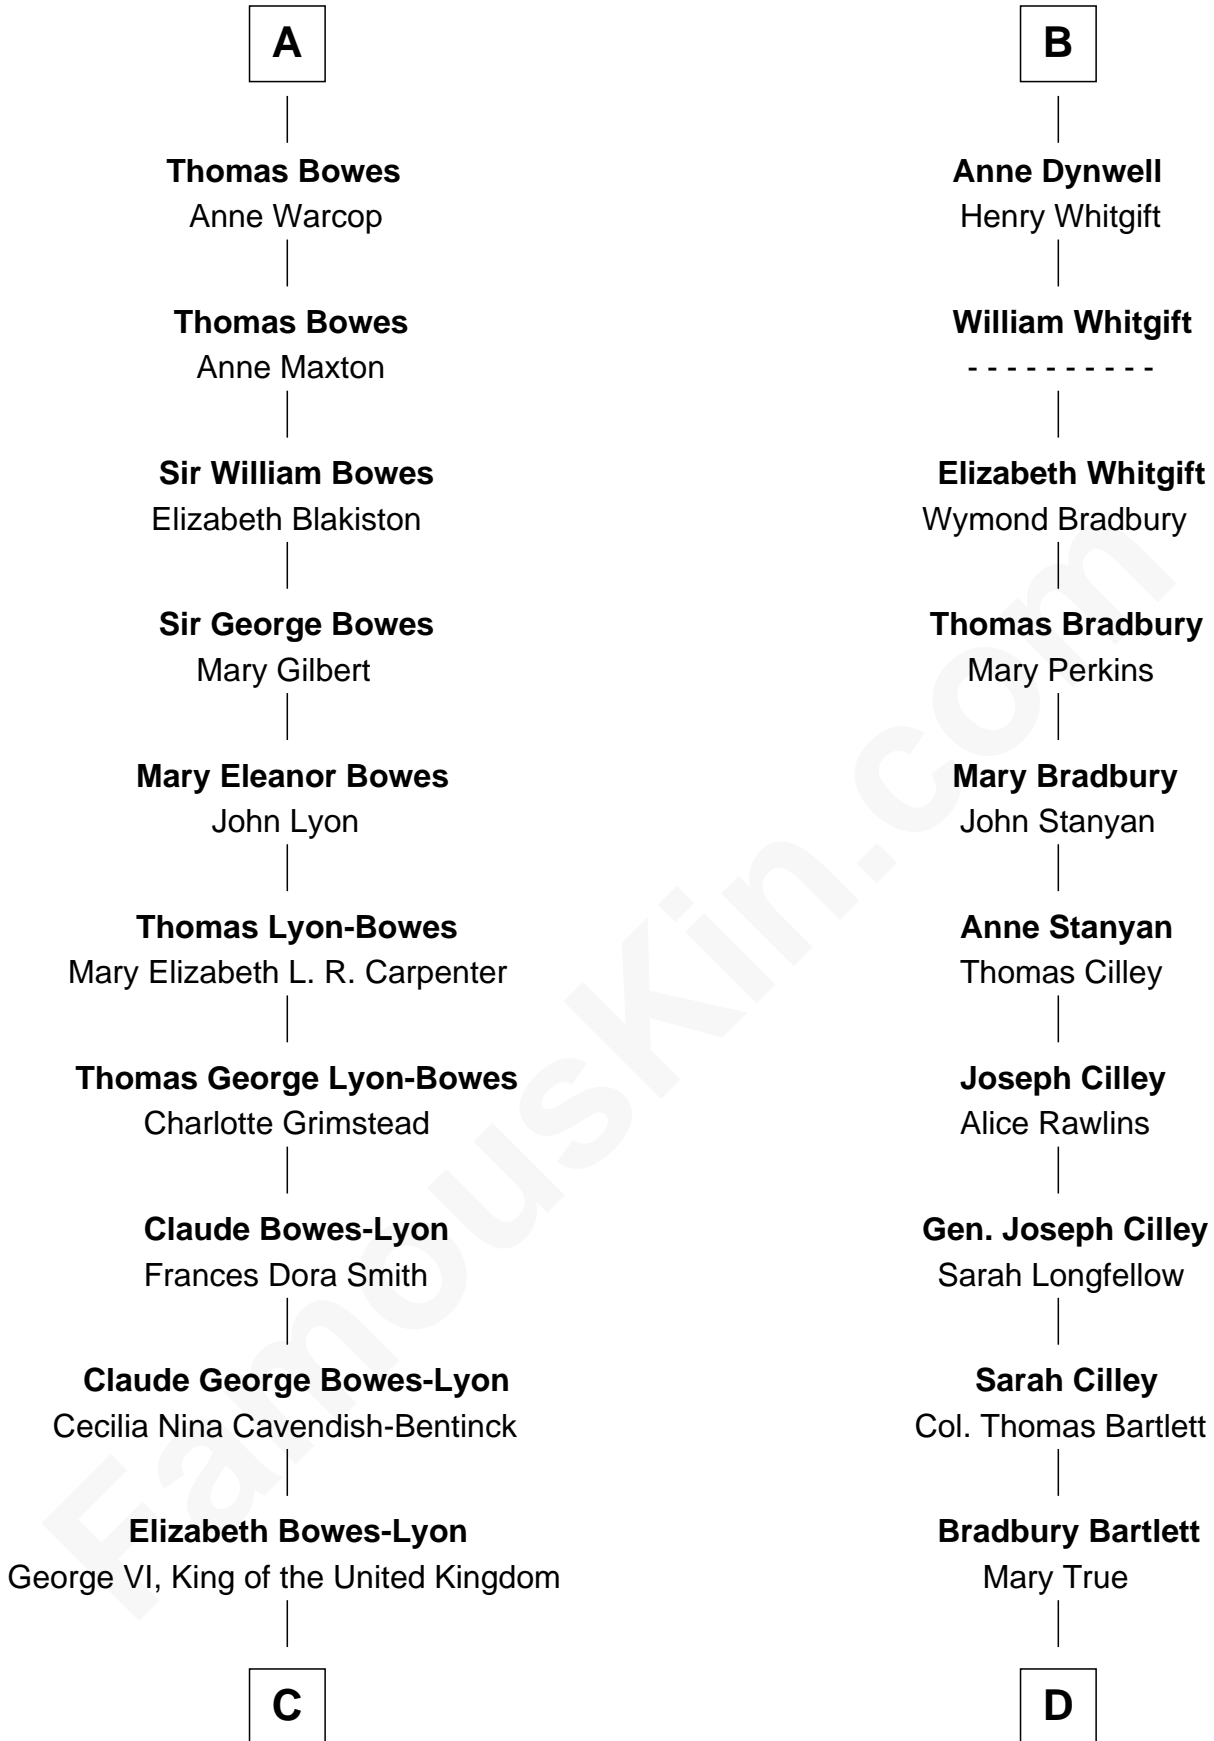 A
Thomas Bowes
Anne Warcop
Thomas Bowes
Anne Maxton
Sir William Bowes
Elizabeth Blakiston
Sir George Bowes
Mary Gilbert
Mary Eleanor Bowes
John Lyon
Thomas Lyon-Bowes
Mary Elizabeth L. R. Carpenter
Thomas George Lyon-Bowes
Charlotte Grimstead
Claude Bowes-Lyon
Frances Dora Smith
Claude George Bowes-Lyon
Cecilia Nina Cavendish-Bentinck
Elizabeth Bowes-Lyon
George VI, King of the United Kingdom
C
B
Anne Dynwell
Henry Whitgift
William Whitgift
- - - - - - - - - -
Elizabeth Whitgift
Wymond Bradbury
Thomas Bradbury
Mary Perkins
Mary Bradbury
John Stanyan
Anne Stanyan
Thomas Cilley
Joseph Cilley
Alice Rawlins
Gen. Joseph Cilley
Sarah Longfellow
Sarah Cilley
Col. Thomas Bartlett
Bradbury Bartlett
Mary True
D
FamousKin.com